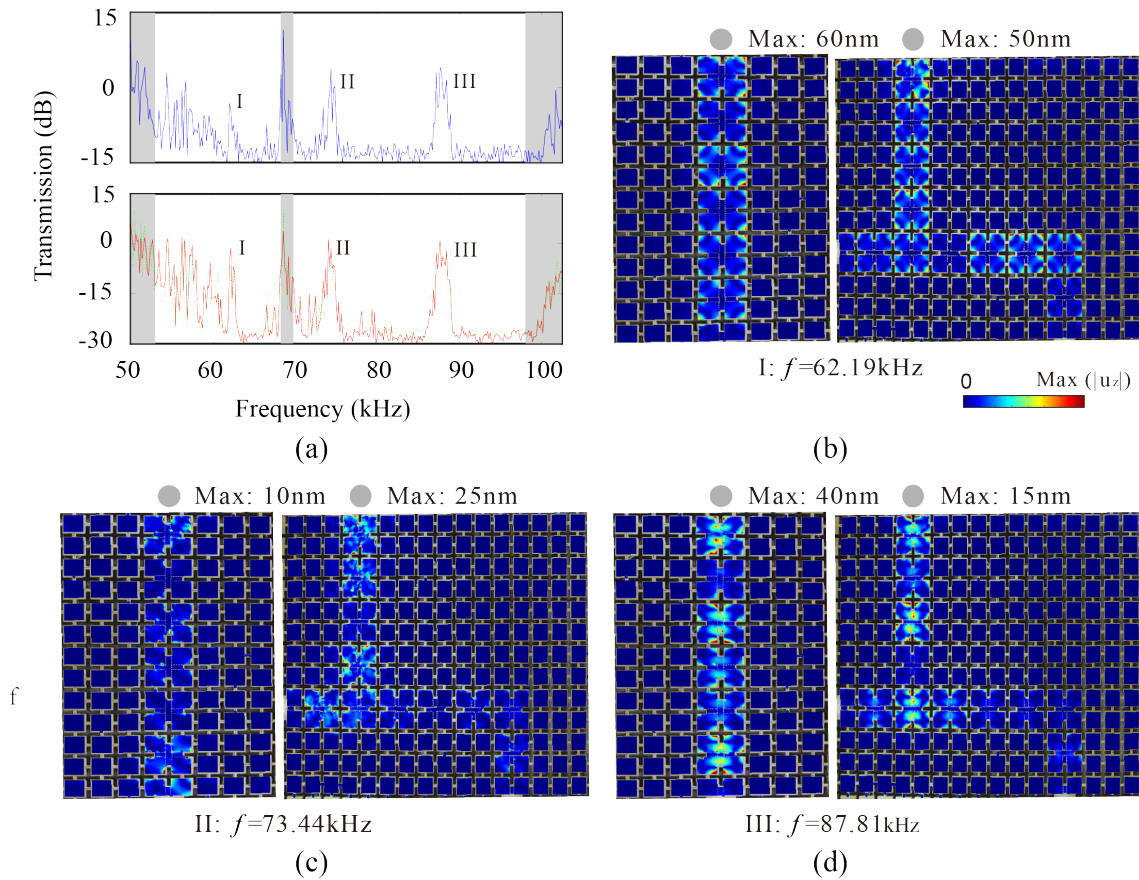 15
0
-15
Transmission (dB)
I
II
III
15
0
-15
-30
I
II
III
50
60
70
80
90
100
Frequency (kHz)
(a)
Max: 60nm
Max: 50nm
I: f=62.19kHz
0
Max (|uz|)
(b)
Max: 10nm
Max: 25nm
f
II: f=73.44kHz
(c)
Max: 40nm
Max: 15nm
III: f=87.81kHz
(d)